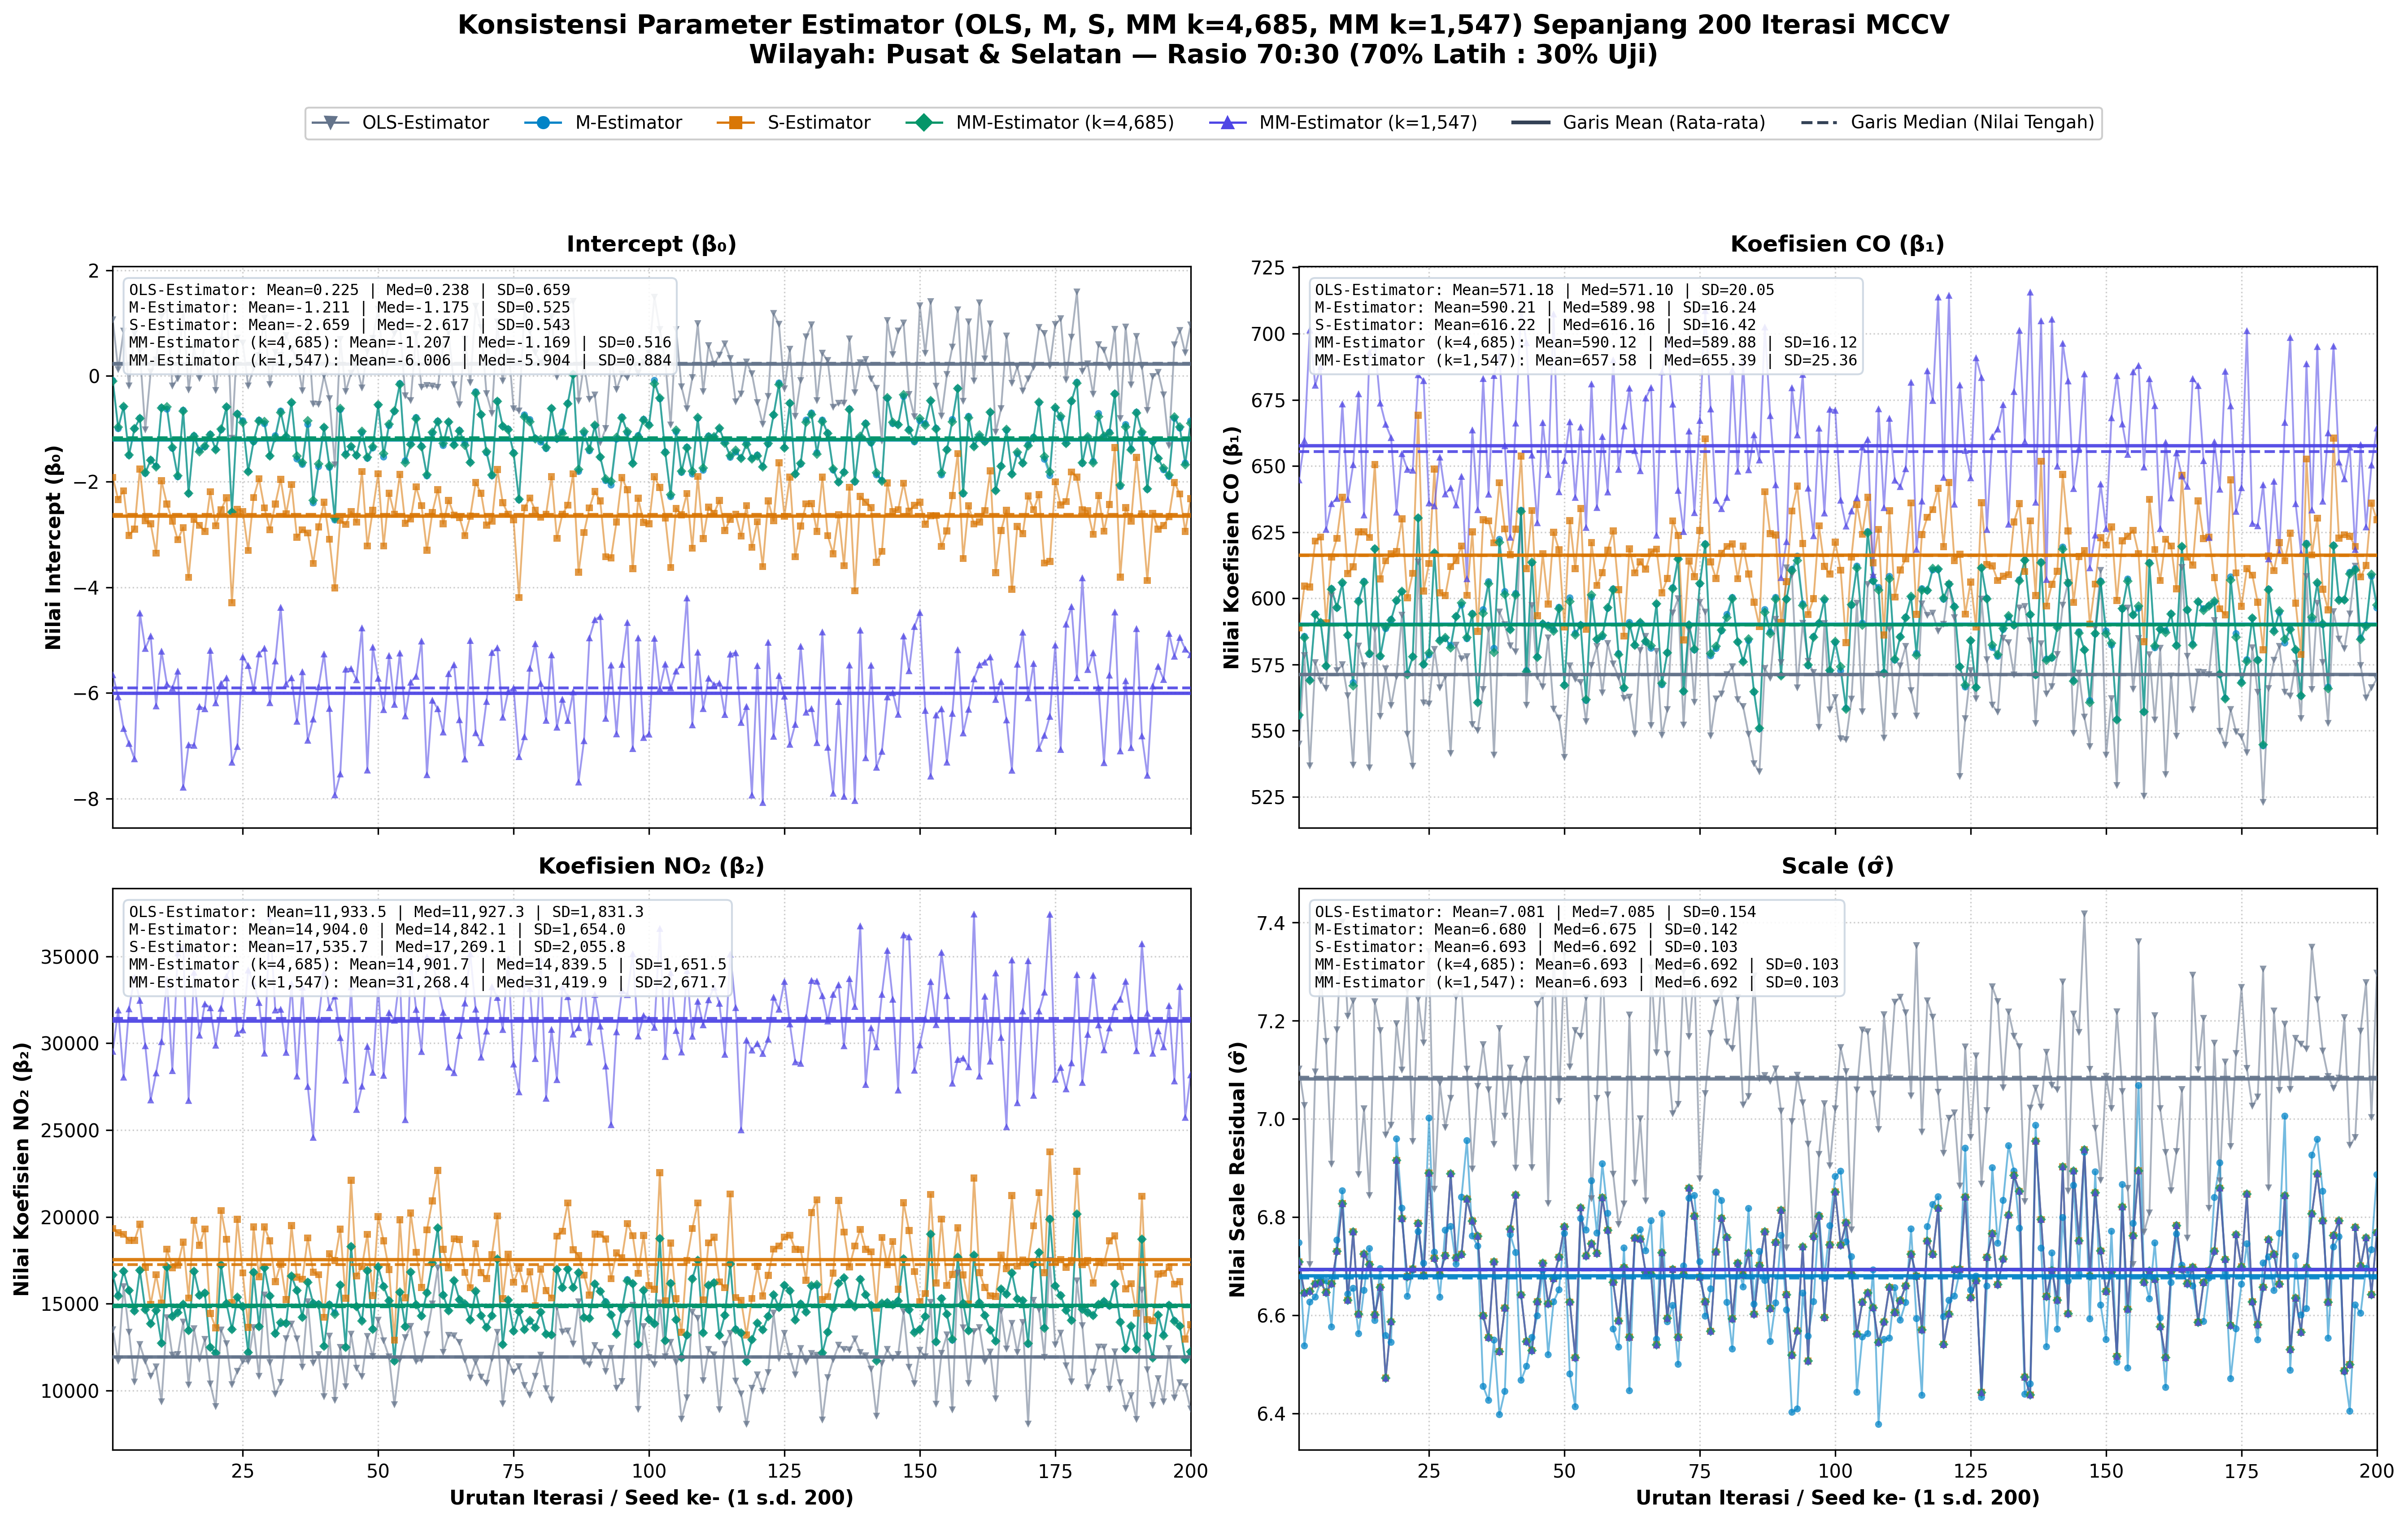 Konsistensi Parameter Estimator (OLS, M, S, MM k=4,685, MM k=1,547) Sepanjang 200 Iterasi MCCV
Wilayah: Pusat & Selatan — Rasio 70:30 (70% Latih : 30% Uji)
OLS-Estimator
M-Estimator
S-Estimator
MM-Estimator (k=4,685)
MM-Estimator (k=1,547)
Garis Mean (Rata-rata)
Garis Median (Nilai Tengah)
Intercept (β₀)
OLS-Estimator: Mean=0.225 | Med=0.238 | SD=0.659
M-Estimator: Mean=-1.211 | Med=-1.175 | SD=0.525
S-Estimator: Mean=-2.659 | Med=-2.617 | SD=0.543
MM-Estimator (k=4,685): Mean=-1.207 | Med=-1.169 | SD=0.516
MM-Estimator (k=1,547): Mean=-6.006 | Med=-5.904 | SD=0.884
Nilai Intercept (β₀)
2
0
−2
−4
−6
−8
Koefisien CO (β₁)
OLS-Estimator: Mean=571.18 | Med=571.10 | SD=20.05
M-Estimator: Mean=590.21 | Med=589.98 | SD=16.24
S-Estimator: Mean=616.22 | Med=616.16 | SD=16.42
MM-Estimator (k=4,685): Mean=590.12 | Med=589.88 | SD=16.12
MM-Estimator (k=1,547): Mean=657.58 | Med=655.39 | SD=25.36
Nilai Koefisien CO (β₁)
725
700
675
650
625
600
575
550
525
Koefisien NO₂ (β₂)
OLS-Estimator: Mean=11,933.5 | Med=11,927.3 | SD=1,831.3
M-Estimator: Mean=14,904.0 | Med=14,842.1 | SD=1,654.0
S-Estimator: Mean=17,535.7 | Med=17,269.1 | SD=2,055.8
MM-Estimator (k=4,685): Mean=14,901.7 | Med=14,839.5 | SD=1,651.5
MM-Estimator (k=1,547): Mean=31,268.4 | Med=31,419.9 | SD=2,671.7
Nilai Koefisien NO₂ (β₂)
35000
30000
25000
20000
15000
10000
25 50 75 100 125 150 175 200
Urutan Iterasi / Seed ke- (1 s.d. 200)
Scale (σ̂)
OLS-Estimator: Mean=7.081 | Med=7.085 | SD=0.154
M-Estimator: Mean=6.680 | Med=6.675 | SD=0.142
S-Estimator: Mean=6.693 | Med=6.692 | SD=0.103
MM-Estimator (k=4,685): Mean=6.693 | Med=6.692 | SD=0.103
MM-Estimator (k=1,547): Mean=6.693 | Med=6.692 | SD=0.103
Nilai Scale Residual (σ̂)
7.4
7.2
7.0
6.8
6.6
6.4
25 50 75 100 125 150 175 200
Urutan Iterasi / Seed ke- (1 s.d. 200)